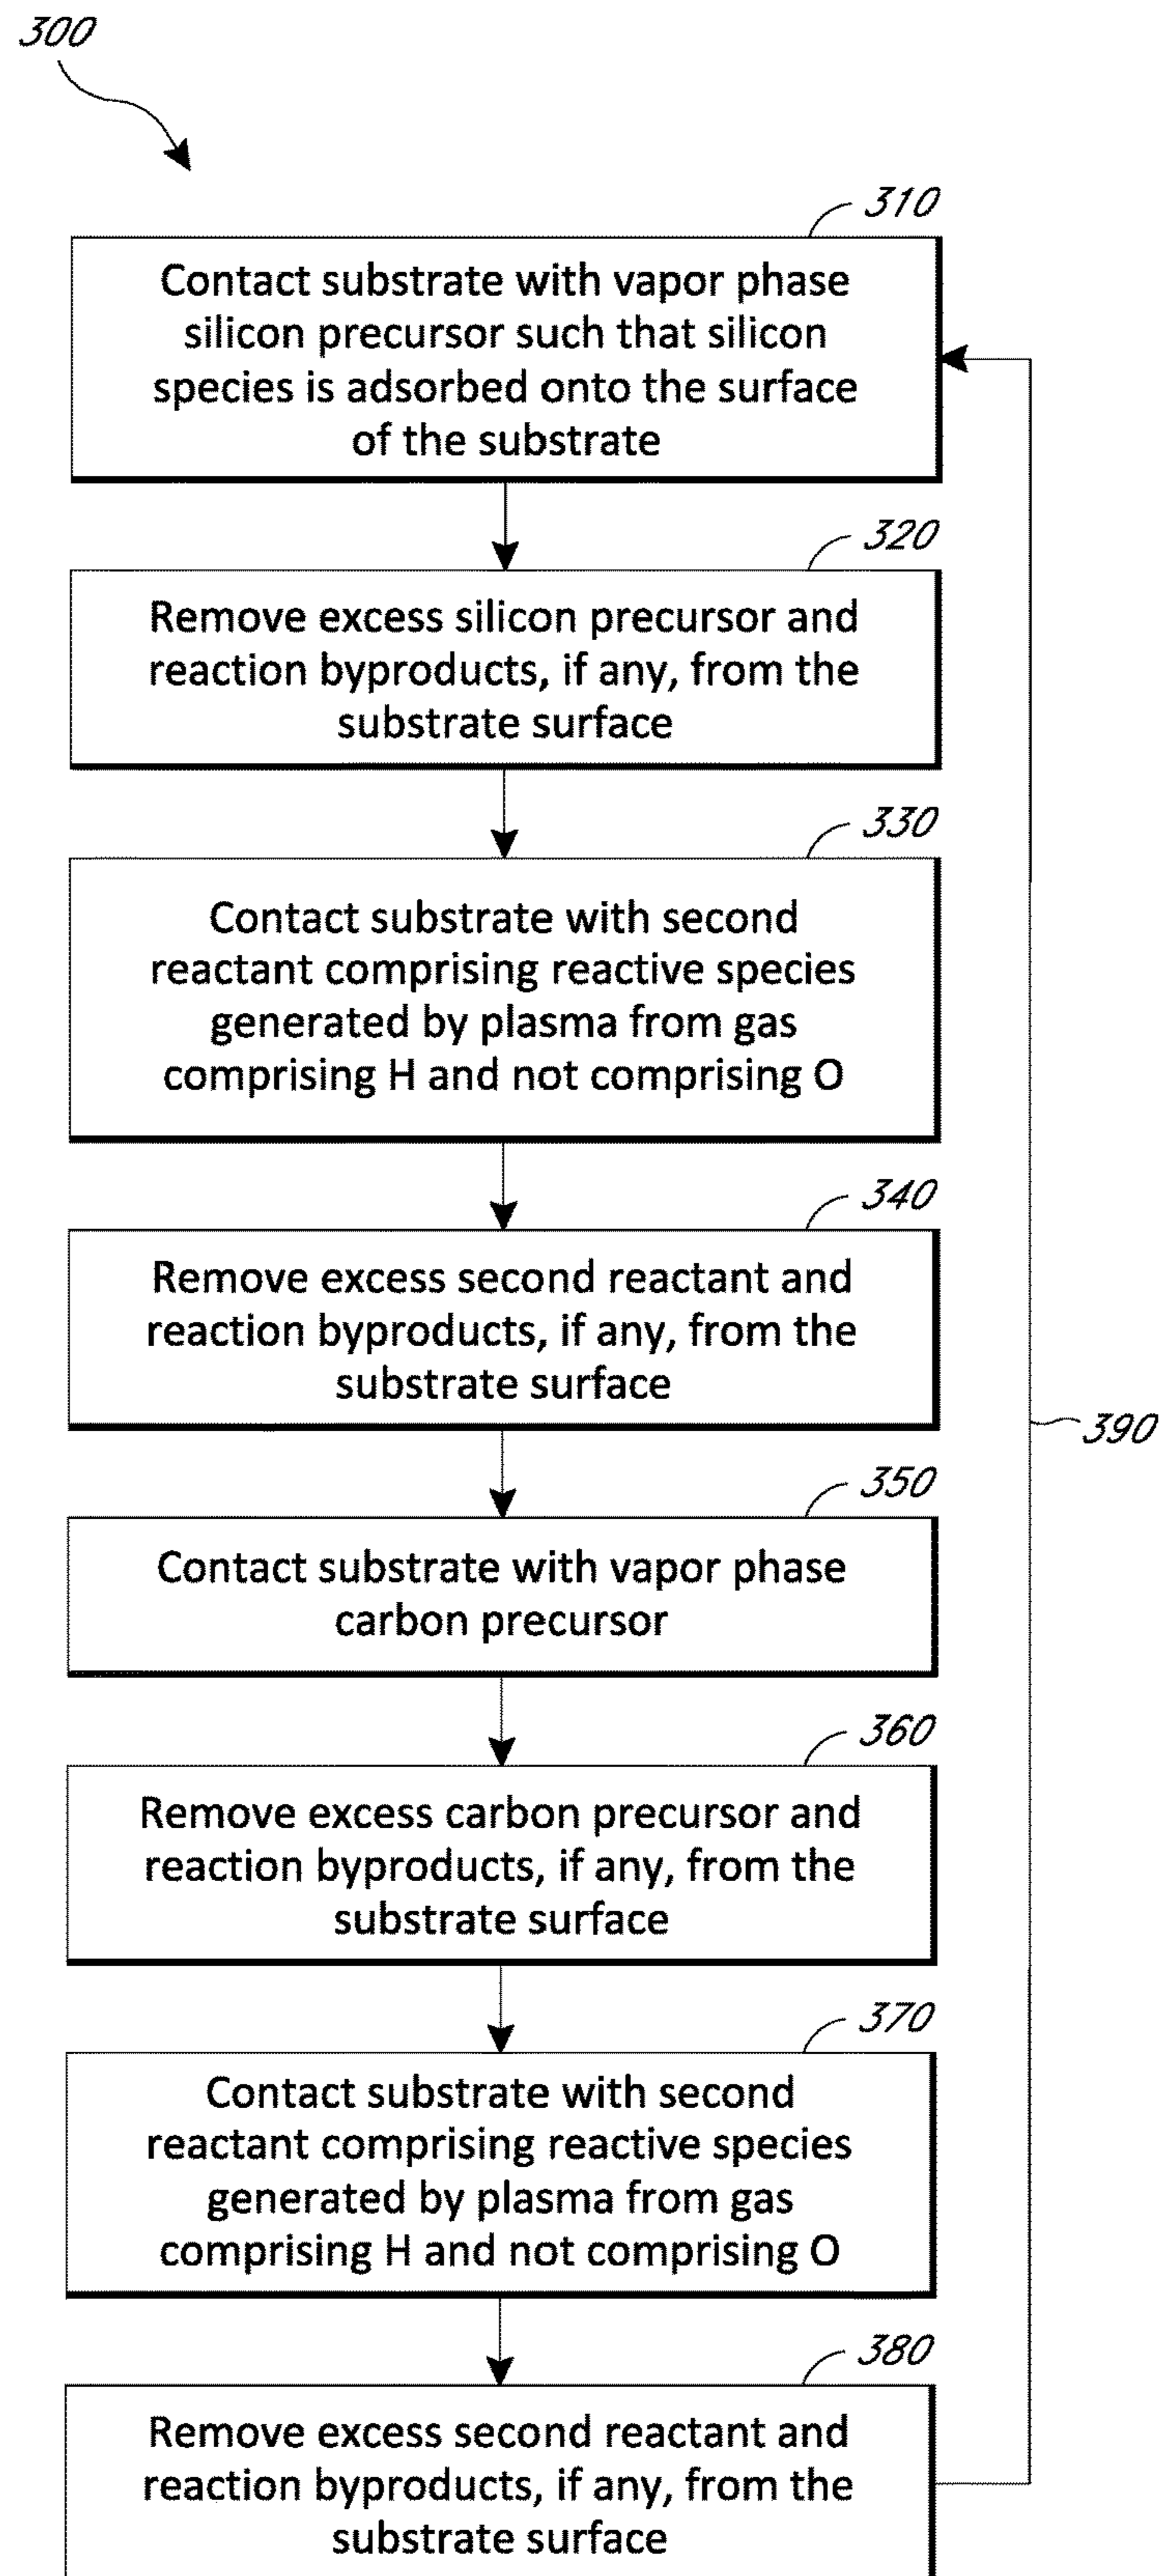 300
310
Contact substrate with vapor phase
silicon precursor such that silicon
species is adsorbed onto the surface
of the substrate
320
Remove excess silicon precursor and
reaction byproducts, if any, from the
substrate surface
330
Contact substrate with second
reactant comprising reactive species
generated by plasma from gas
comprising H and not comprising O
340
Remove excess second reactant and
reaction byproducts, if any, from the
substrate surface
390
350
Contact substrate with vapor phase
carbon precursor
360
Remove excess carbon precursor and
reaction byproducts, if any, from the
substrate surface
370
Contact substrate with second
reactant comprising reactive species
generated by plasma from gas
comprising H and not comprising O
380
Remove excess second reactant and
reaction byproducts, if any, from the
substrate surface